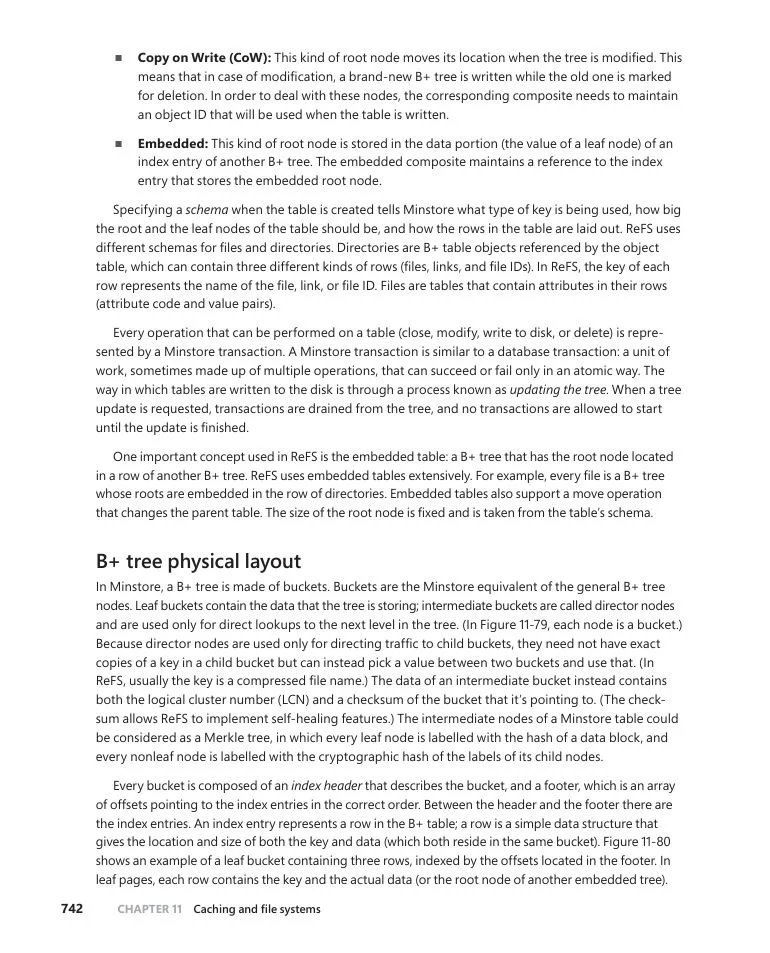 ■ Copy on Write (CoW): This kind of root node moves its location when the tree is modified. This
means that in case of modification, a brand-new B+ tree is written while the old one is marked
for deletion. In order to deal with these nodes, the corresponding composite needs to maintain
an object ID that will be used when the table is written.
■ Embedded: This kind of root node is stored in the data portion (the value of a leaf node) of an
index entry of another B+ tree. The embedded composite maintains a reference to the index
entry that stores the embedded root node.
Specifying a schema when the table is created tells Minstore what type of key is being used, how big
the root and the leaf nodes of the table should be, and how the rows in the table are laid out. ReFS uses
different schemas for files and directories. Directories are B+ table objects referenced by the object
table, which can contain three different kinds of rows (files, links, and file IDs). In ReFS, the key of each
row represents the name of the file, link, or file ID. Files are tables that contain attributes in their rows
(attribute code and value pairs).
Every operation that can be performed on a table (close, modify, write to disk, or delete) is repre-
sented by a Minstore transaction. A Minstore transaction is similar to a database transaction: a unit of
work, sometimes made up of multiple operations, that can succeed or fail only in an atomic way. The
way in which tables are written to the disk is through a process known as updating the tree. When a tree
update is requested, transactions are drained from the tree, and no transactions are allowed to start
until the update is finished.
One important concept used in ReFS is the embedded table: a B+ tree that has the root node located
in a row of another B+ tree. ReFS uses embedded tables extensively. For example, every file is a B+ tree
whose roots are embedded in the row of directories. Embedded tables also support a move operation
that changes the parent table. The size of the root node is fixed and is taken from the table's schema.
B+ tree physical layout
In Minstore, a B+ tree is made of buckets. Buckets are the Minstore equivalent of the general B+ tree
nodes. Leaf buckets contain the data that the tree is storing; intermediate buckets are called director nodes
and are used only for direct lookups to the next level in the tree. (In Figure 11-79, each node is a bucket.)
Because director nodes are used only for directing traffic to child buckets, they need not have exact
copies of a key in a child bucket but can instead pick a value between two buckets and use that. (In
ReFS, usually the key is a compressed file name.) The data of an intermediate bucket instead contains
both the logical cluster number (LCN) and a checksum of the bucket that it's pointing to. (The check-
sum allows ReFS to implement self-healing features.) The intermediate nodes of a Minstore table could
be considered as a Merkle tree, in which every leaf node is labelled with the hash of a data block, and
every nonleaf node is labelled with the cryptographic hash of the labels of its child nodes.
Every bucket is composed of an index header that describes the bucket, and a footer, which is an array
of offsets pointing to the index entries in the correct order. Between the header and the footer there are
the index entries. An index entry represents a row in the B+ table; a row is a simple data structure that
gives the location and size of both the key and data (which both reside in the same bucket). Figure 11-80
shows an example of a leaf bucket containing three rows, indexed by the offsets located in the footer. In
leaf pages, each row contains the key and the actual data (or the root node of another embedded tree).
742 CHAPTER 11 Caching and file systems